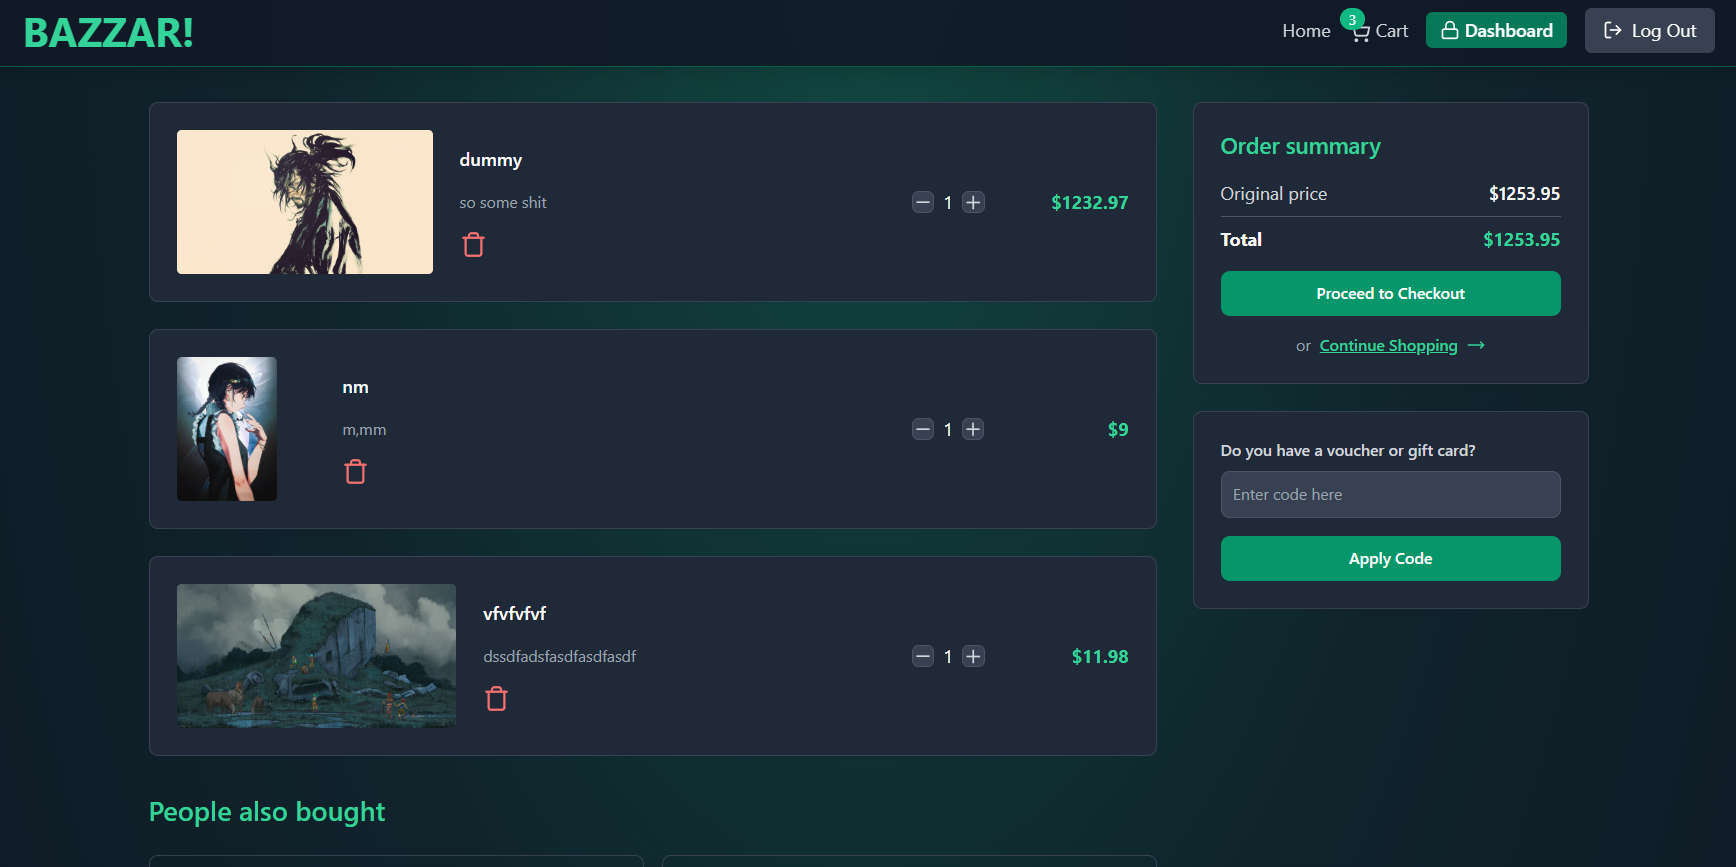 BAZZAR!
Home
3
Cart
Dashboard
Log Out
dummy
so some shit
1
$1232.97
nm
m,mm
1
$9
vfvfvfvf
dssdfadsfasdfasdfasdf
1
$11.98
People also bought
Order summary
Original price
$1253.95
Total
$1253.95
Proceed to Checkout
or Continue Shopping →
Do you have a voucher or gift card?
Enter code here
Apply Code